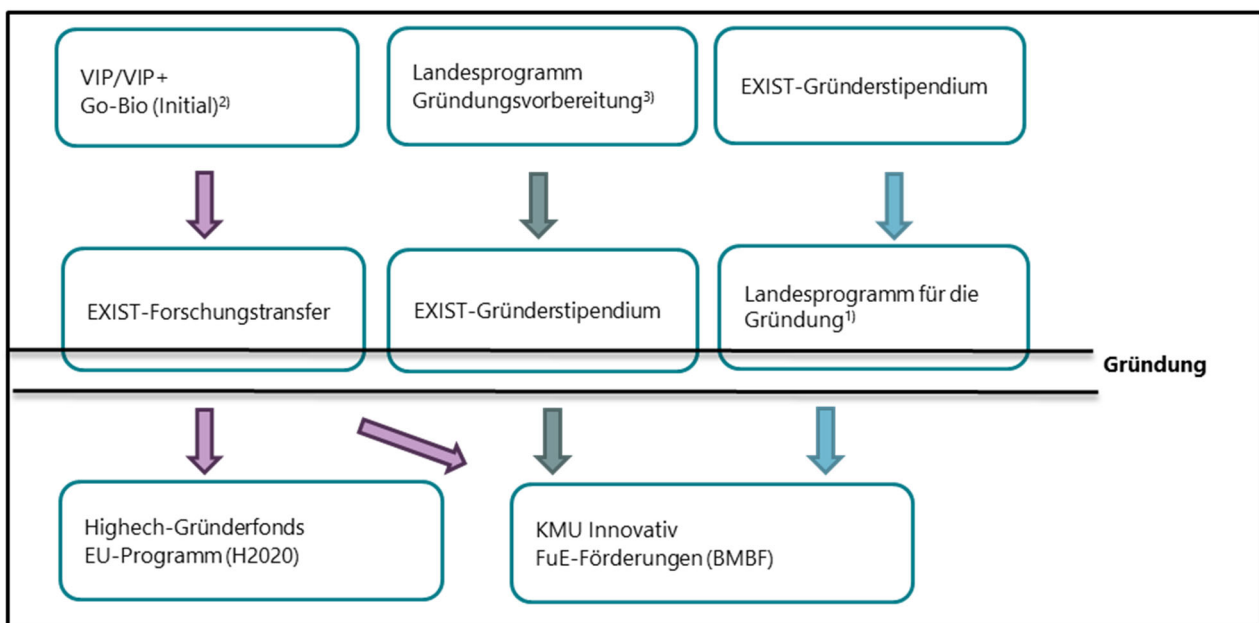 VIP/VIP+
Go-Bio (Initial)²⁾
Landesprogramm
Gründungsvorbereitung³⁾
EXIST-Gründerstipendium
EXIST-Forschungstransfer
EXIST-Gründerstipendium
Landesprogramm für die
Gründung¹⁾
Gründung
Highech-Gründerfonds
EU-Programm (H2020)
KMU Innovativ
FuE-Förderungen (BMBF)